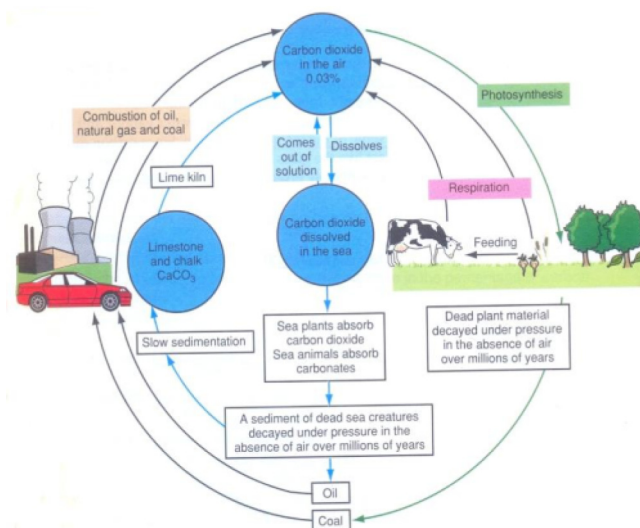 Carbon dioxide
in the air
0.03%
Photosynthesis
Combustion of oil,
natural gas and coal
Comes
out of
solution
Dissolves
Lime kiln
Respiration
Carbon dioxide
dissolved
in the sea
Limestone
and chalk
CaCO₃
Feeding
Sea plants absorb
carbon dioxide
Sea animals absorb
carbonates
Dead plant material
decayed under pressure
in the absence of air
over millions of years
Slow sedimentation
A sediment of dead sea creatures
decayed under pressure in the
absence of air over millions of years
Oil
Coal